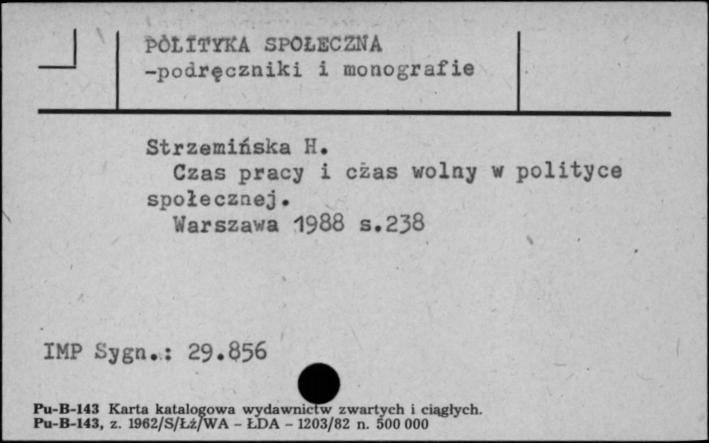 POLITYKA SPOŁECZNA
-podręczniki i monografie
Strzemińska H.
Czas pracy i czas wolny w polityce
społecznej.
Warszawa 1988 s.238
IMP Sygn.: 29.856
Pu-B-143 Karta katalogowa wydawnictw zwartych i ciągłych.
Pu-B-143, z. 1962/S/Łż/WA - ŁDA - 1203/82 n. 500 000